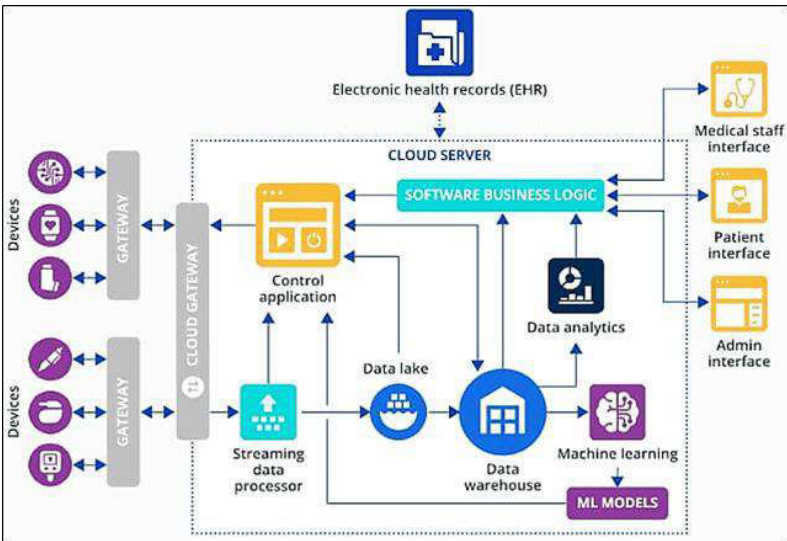 Electronic health records (EHR)
CLOUD SERVER
Medical staff
interface
SOFTWARE BUSINESS LOGIC
Patient
interface
Admin
interface
Devices
GATEWAY
CLOUD GATEWAY
Control
application
Data analytics
Data lake
Devices
GATEWAY
Streaming
data
processor
Data
warehouse
Machine learning
ML MODELS